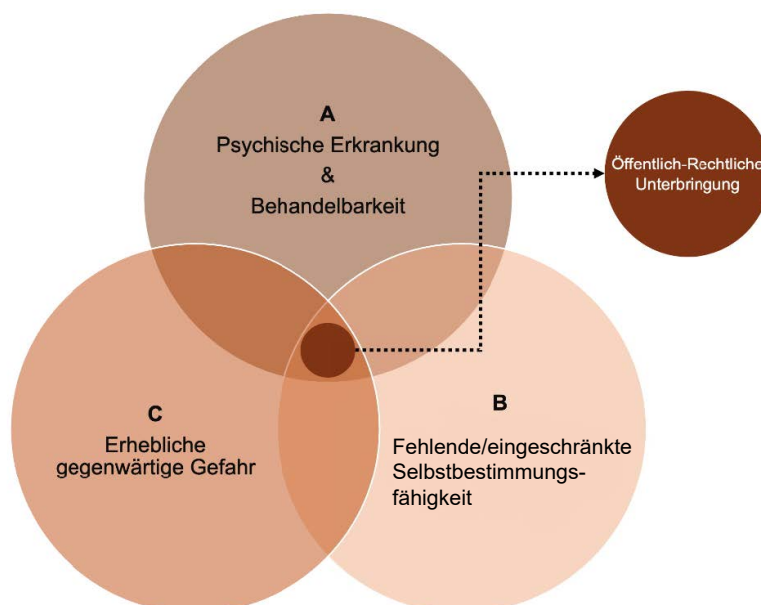 A
Psychische Erkrankung
&
Behandelbarkeit
Öffentlich-Rechtliche
Unterbringung
C
Erhebliche
gegenwärtige Gefahr
B
Fehlende/eingeschränkte
Selbstbestimmungs-
fähigkeit